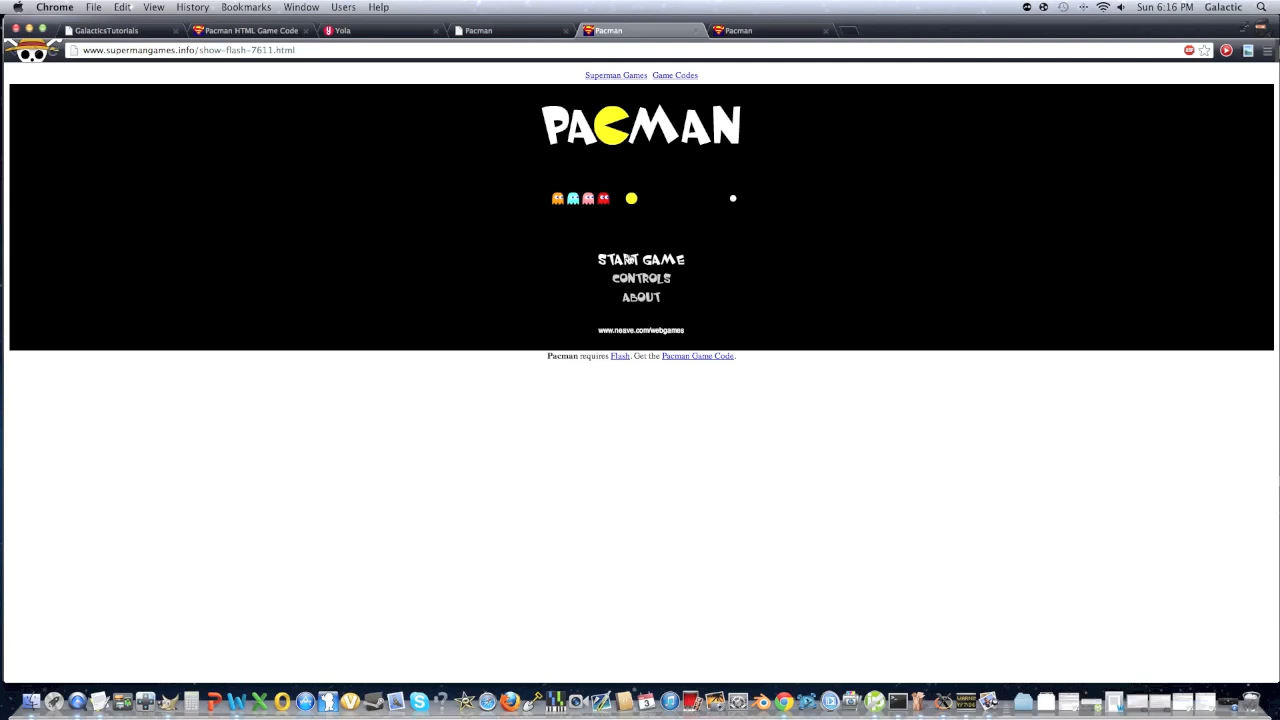 Chrome File Edit View History Bookmarks Window Users Help Sun 6:16 PM Galactic
GalacticsTutorials Pacman HTML Game Code Yola Pacman Pacman Pacman
www.supermangames.info/show-flash-7611.html
Superman Games Game Codes
PACMAN
START GAME
CONTROLS
ABOUT
www.neave.com/webgames
Pacman requires Flash. Get the Pacman Game Code.